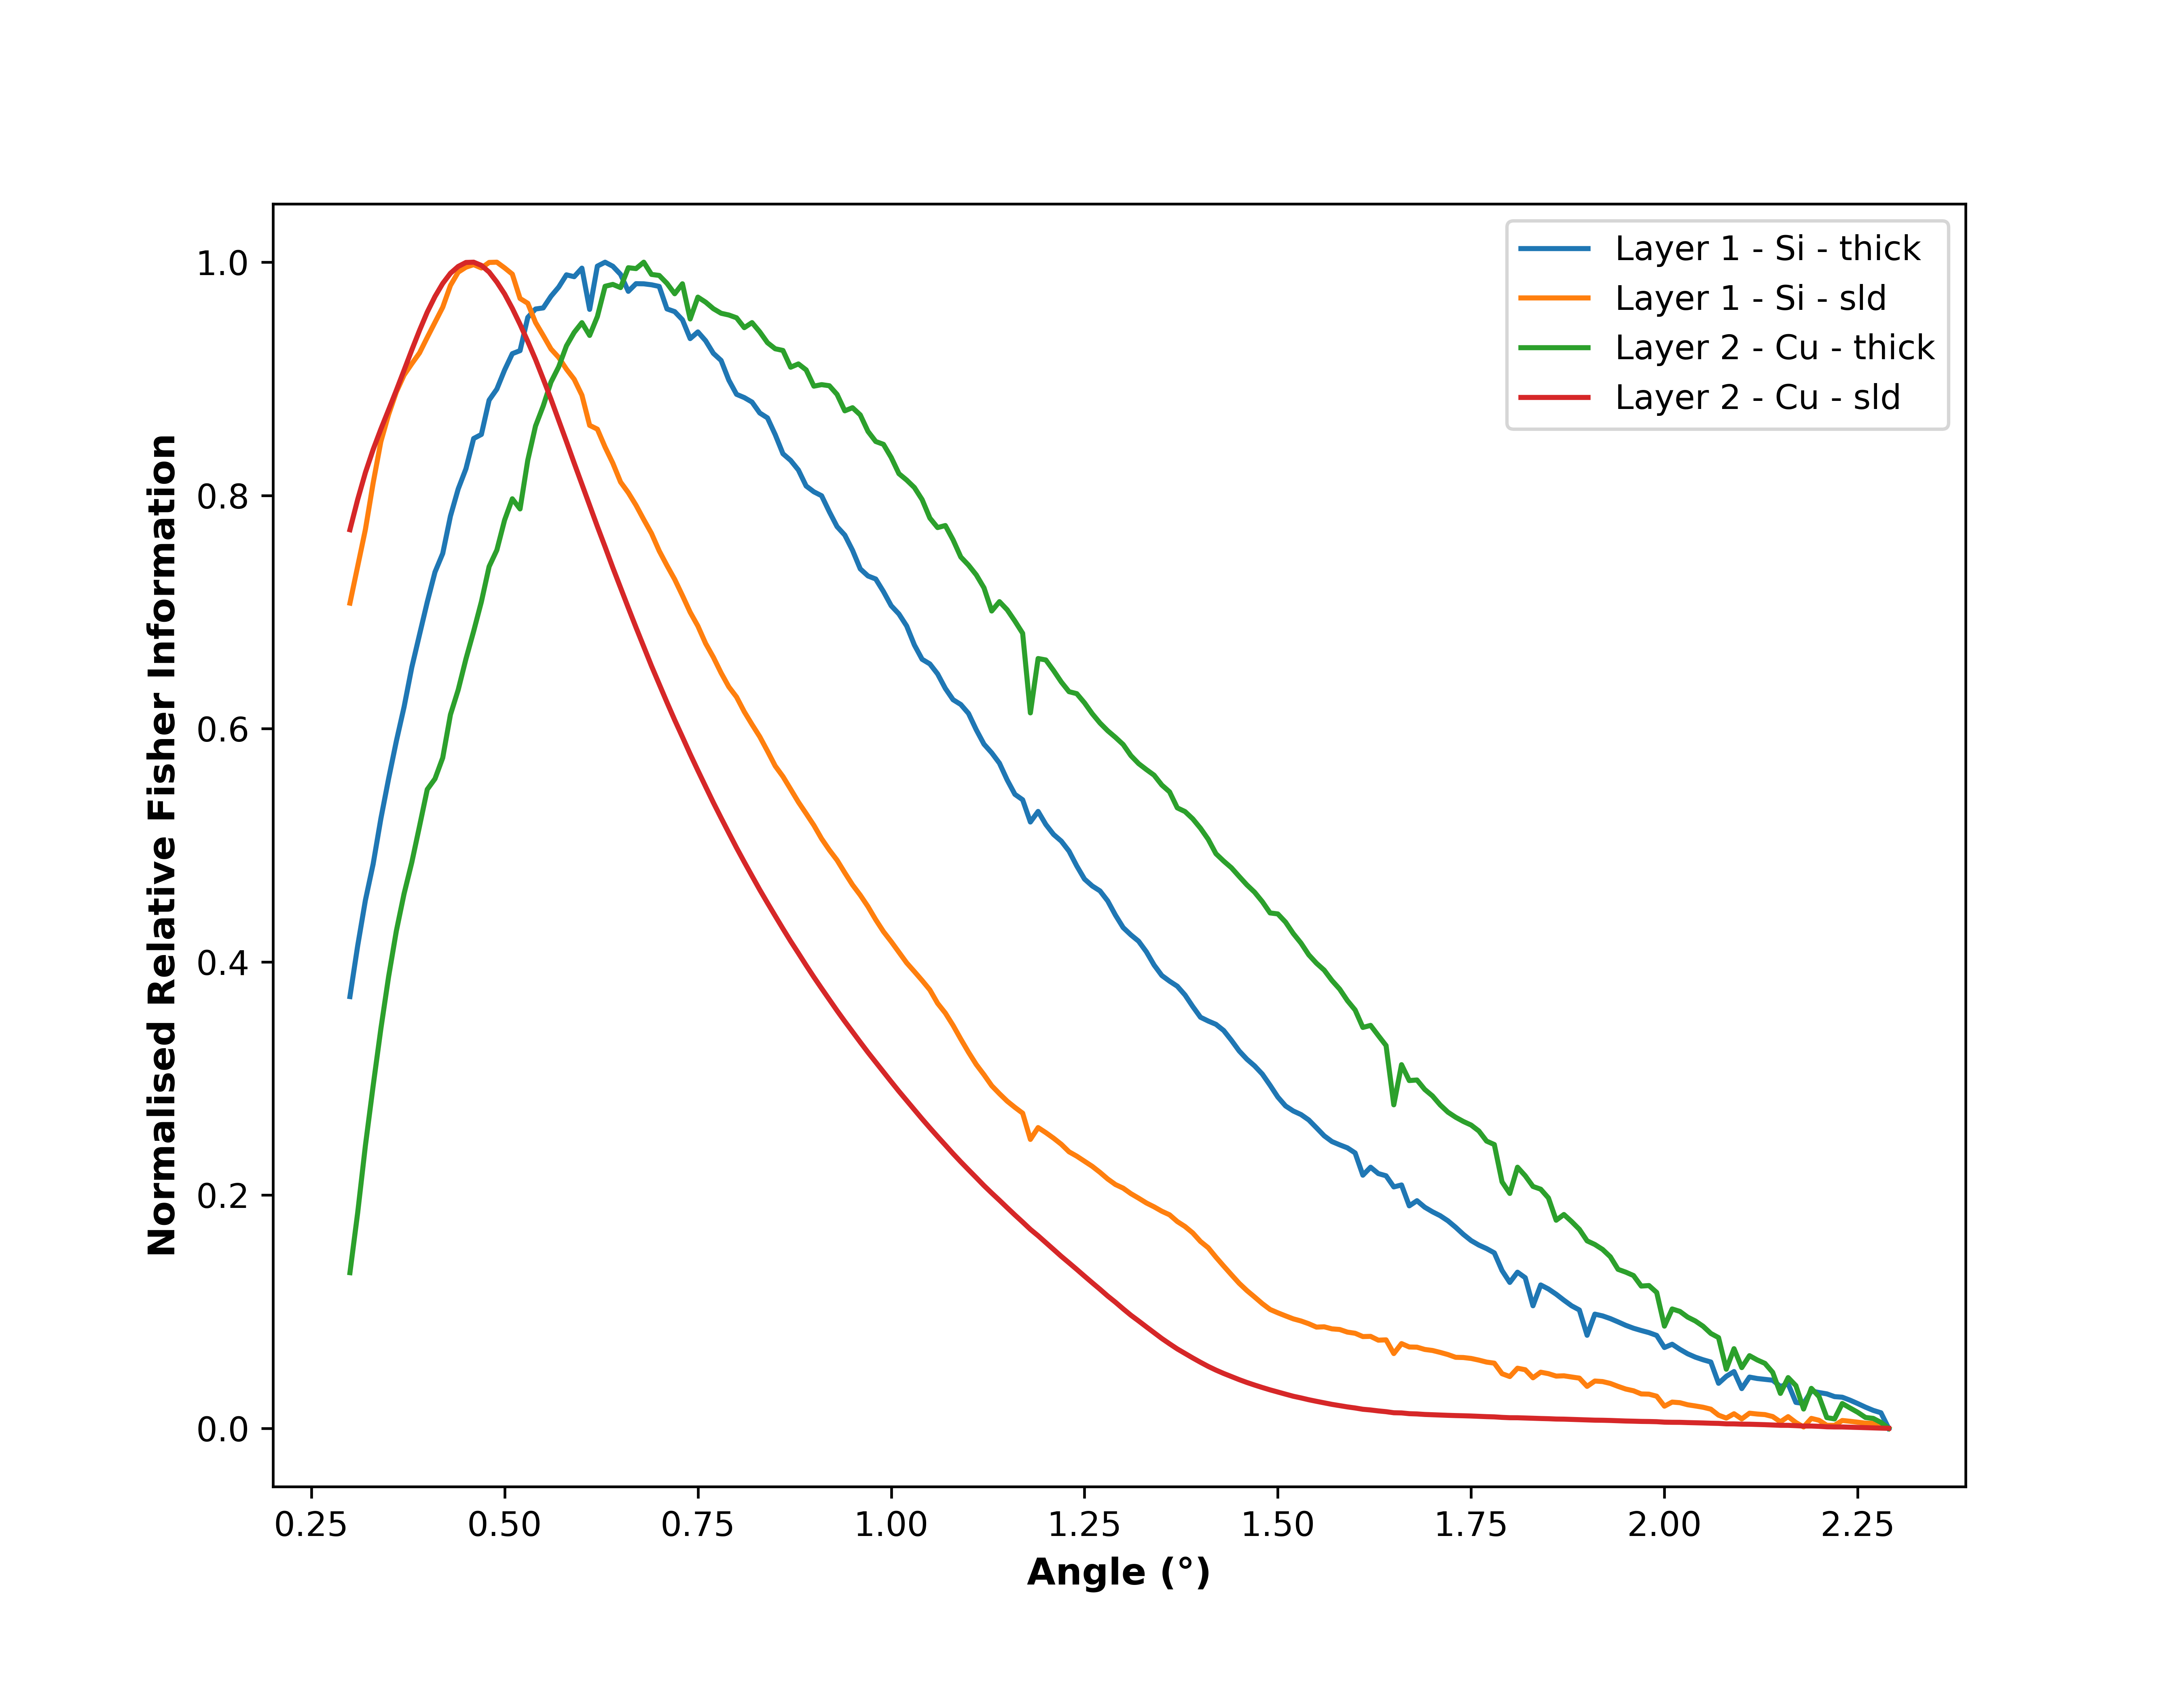 Layer 1 - Si - thick
Layer 1 - Si - sld
Layer 2 - Cu - thick
Layer 2 - Cu - sld
Normalised Relative Fisher Information
1.0
0.8
0.6
0.4
0.2
0.0
0.25 0.50 0.75 1.00 1.25 1.50 1.75 2.00 2.25
Angle (°)